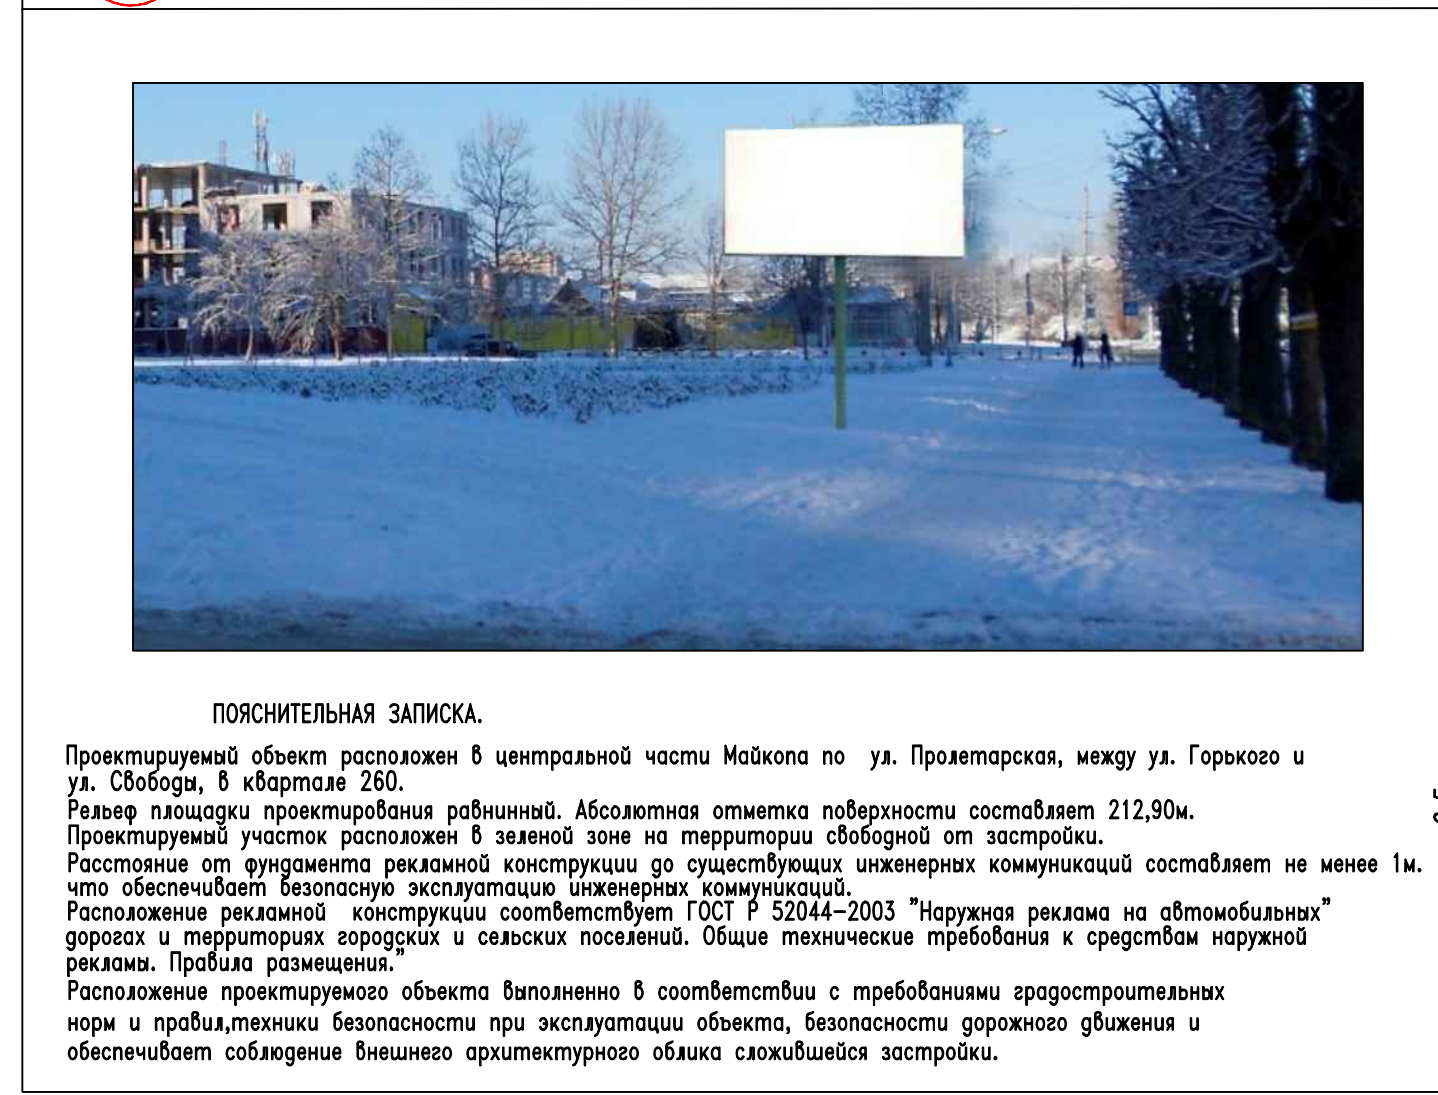 ПОЯСНИТЕЛЬНАЯ ЗАПИСКА.
Проектириуемый объект расположен в центральной части Майкопа по ул. Пролетарская, между ул. Горького и
ул. Свободы, в квартале 260.
Рельеф площадки проектирования равнинный. Абсолютная отметка поверхности составляет 212,90м.
Проектируемый участок расположен в зеленой зоне на территории свободной от застройки.
Расстояние от фундамента рекламной конструкции до существующих инженерных коммуникаций составляет не менее 1м.
что обеспечивает безопасную эксплуатацию инженерных коммуникаций.
Расположение рекламной конструкции соответствует ГОСТ Р 52044-2003 "Наружная реклама на автомобильных"
дорогах и территориях городских и сельских поселений. Общие технические требования к средствам наружной
рекламы. Правила размещения."
Расположение проектируемого объекта выполненно в соответствии с требованиями градостроительных
норм и правил,техники безопасности при эксплуатации объекта, безопасности дорожного движения и
обеспечивает соблюдение внешнего архитектурного облика сложившейся застройки.